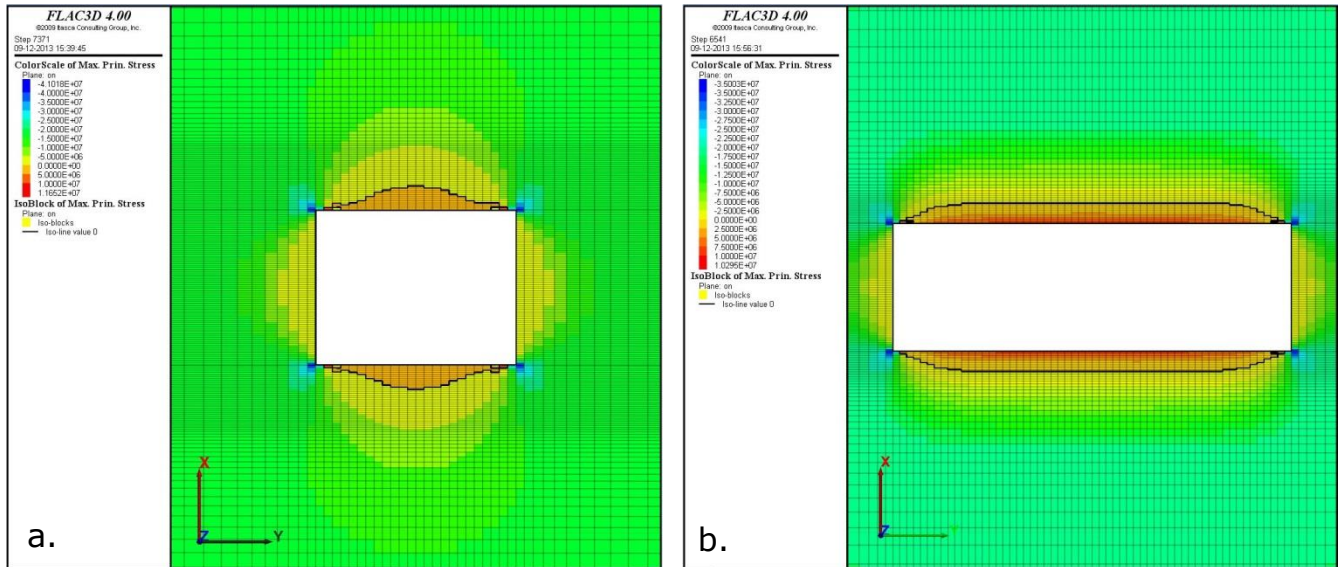 FLAC3D 4.00
©2009 Itasca Consulting Group, Inc.
Step 7371
09-12-2013 15:39:45
ColorScale of Max. Prin. Stress
Plane: on
-4.1018E+07
-4.0000E+07
-3.5000E+07
-3.0000E+07
-2.5000E+07
-2.0000E+07
-1.5000E+07
-1.0000E+07
-5.0000E+06
0.0000E+00
5.0000E+06
1.0000E+07
1.1652E+07
IsoBlock of Max. Prin. Stress
Plane: on
Iso-blocks
Iso-line value 0
X
Z
Y
a.
FLAC3D 4.00
©2009 Itasca Consulting Group, Inc.
Step 6541
09-12-2013 15:56:31
ColorScale of Max. Prin. Stress
Plane: on
-3.5003E+07
-3.5000E+07
-3.2500E+07
-3.0000E+07
-2.7500E+07
-2.5000E+07
-2.2500E+07
-2.0000E+07
-1.7500E+07
-1.5000E+07
-1.2500E+07
-1.0000E+07
-7.5000E+06
-5.0000E+06
-2.5000E+06
0.0000E+00
2.5000E+06
5.0000E+06
7.5000E+06
1.0000E+07
1.0295E+07
IsoBlock of Max. Prin. Stress
Plane: on
Iso-blocks
Iso-line value 0
X
Z
Y
b.